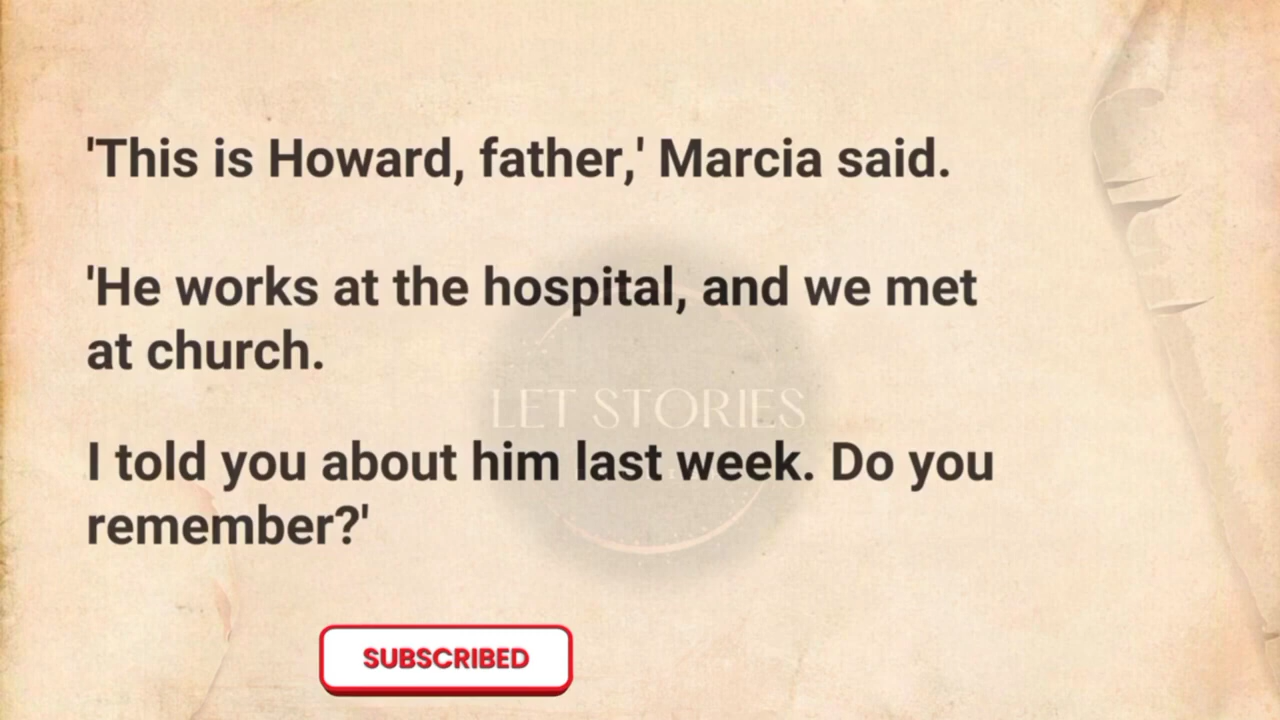 'This is Howard, father,' Marcia said.
'He works at the hospital, and we met
at church.
LET STORIES
I told you about him last week. Do you
remember?'
SUBSCRIBED